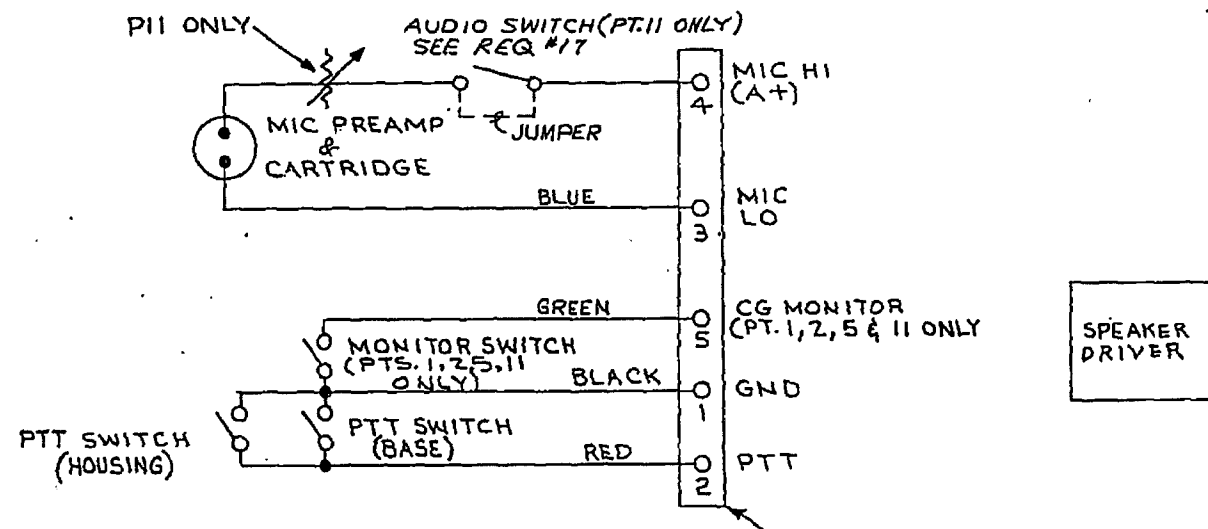 P11 ONLY
AUDIO SWITCH (PT.11 ONLY)
SEE REQ #17
MIC HI
(A+)
4
MIC PREAMP
&
CARTRIDGE
JUMPER
BLUE
MIC
LO
3
GREEN
CG MONITOR
(PT. 1, 2, 5 & 11 ONLY
5
MONITOR SWITCH
(PTS. 1, 2, 5, 11
ONLY)
BLACK
GND
1
SPEAKER
DRIVER
PTT SWITCH
(HOUSING)
PTT SWITCH
(BASE)
RED
PTT
2